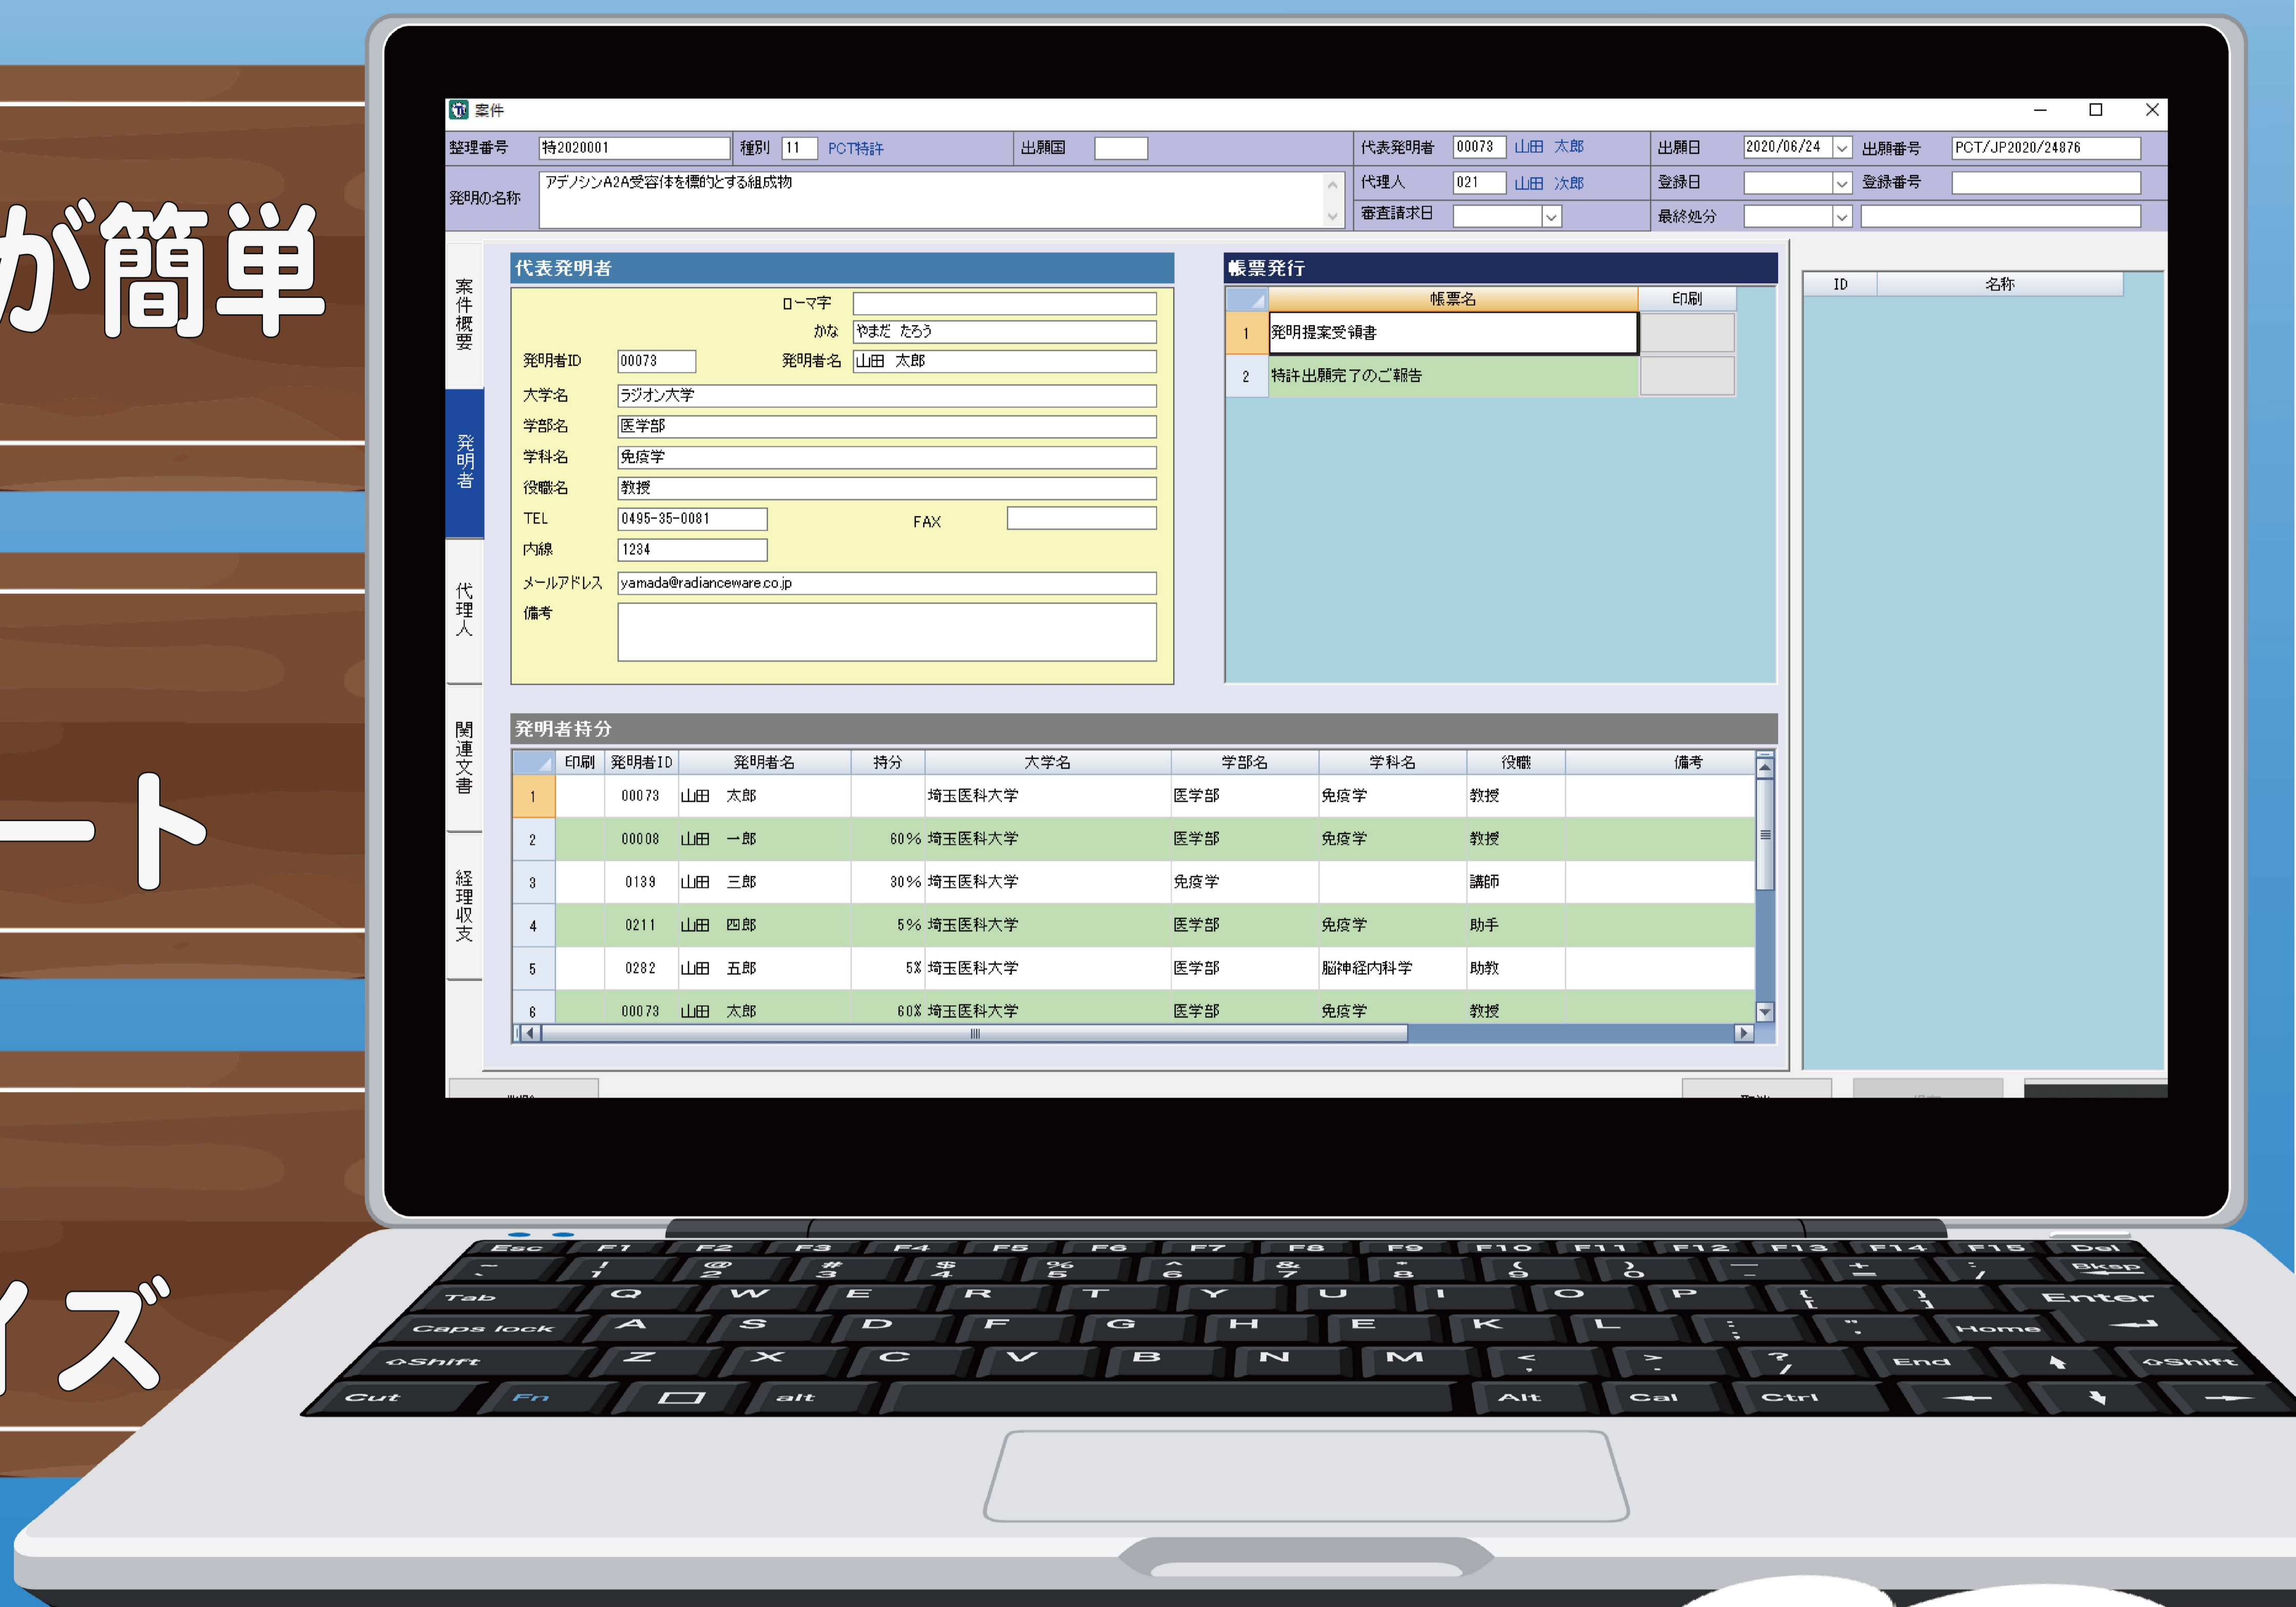 が簡単
ート
イズ
案件
整理番号 特2020001 種別 11 PCT特許 出願国 代表発明者 00073 山田 太郎 出願日 2020/06/24 出願番号 PCT/JP2020/24876
発明の名称 アデノシンA2A受容体を標的とする組成物 代理人 021 山田 次郎 登録日 登録番号
審査請求日 最終処分
案件概要
発明者
代理人
関連文書
経理収支
代表発明者
ローマ字
かな やまだ たろう
発明者ID 00073 発明者名 山田 太郎
大学名 ラジオン大学
学部名 医学部
学科名 免疫学
役職名 教授
TEL 0495-35-0081 FAX
内線 1234
メールアドレス yamada@radianceware.co.jp
備考
帳票発行
帳票名 印刷
1 発明提案受領書
2 特許出願完了のご報告
ID 名称
発明者持分
印刷 発明者ID 発明者名 持分 大学名 学部名 学科名 役職 備考
1 00073 山田 太郎 埼玉医科大学 医学部 免疫学 教授
2 00008 山田 一郎 60% 埼玉医科大学 医学部 免疫学 教授
3 0139 山田 三郎 30% 埼玉医科大学 免疫学 講師
4 0211 山田 四郎 5% 埼玉医科大学 医学部 免疫学 助手
5 0282 山田 五郎 5% 埼玉医科大学 医学部 脳神経内科学 助教
6 00073 山田 太郎 60% 埼玉医科大学 医学部 免疫学 教授
Esc F1 F2 F3 F4 F5 F6 F7 F8 F9 F10 F11 F12 F13 F14 F15 Del
~ ! @ # $ % ^ & * ( ) — + : Bksp
` 1 2 3 4 5 6 7 8 9 0 - = /
Tab Q W E R T Y U I O P { [ } ] Enter
Caps lock A S D F G H E K L : ; " ' Home
Shift Z X C V B N M < , > . ? / End Shift
Cut Fn alt Alt Cal Ctrl